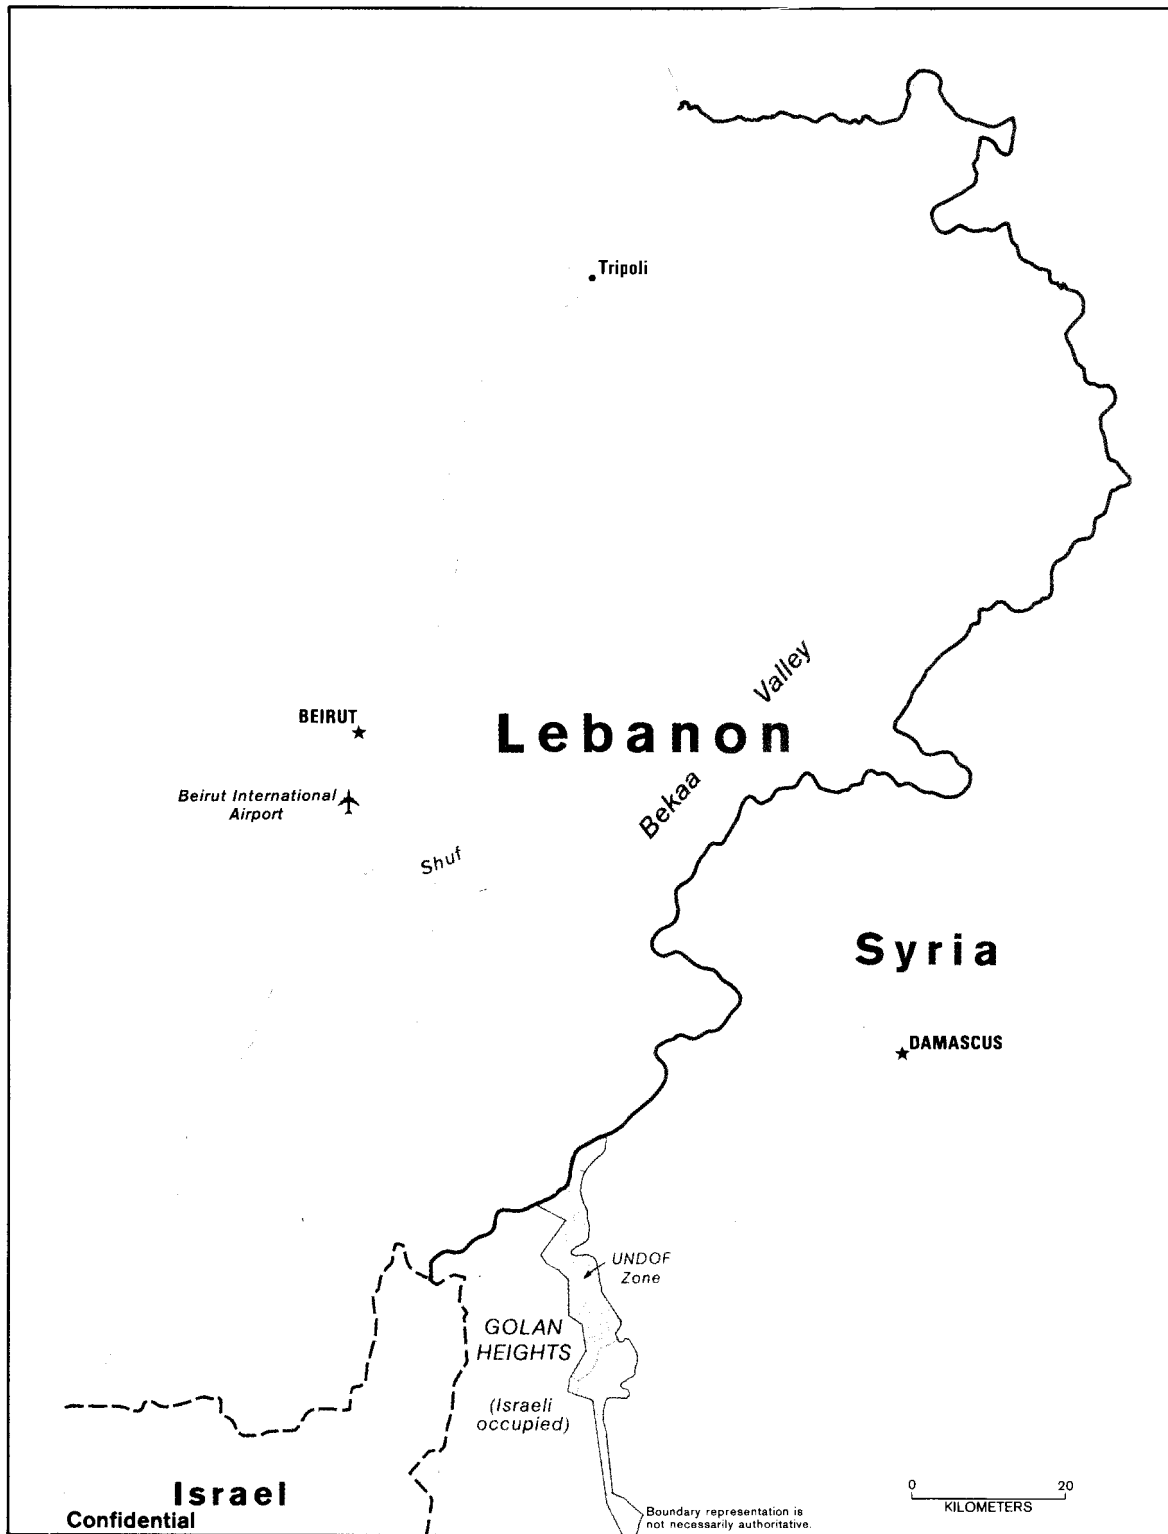 Tripoli
Valley
BEIRUT
Lebanon
Beirut International
Airport
Bekaa
Shuf
Syria
DAMASCUS
UNDOF
Zone
GOLAN
HEIGHTS
(Israeli
occupied)
Israel
0 20
KILOMETERS
Confidential
Boundary representation is
not necessarily authoritative.